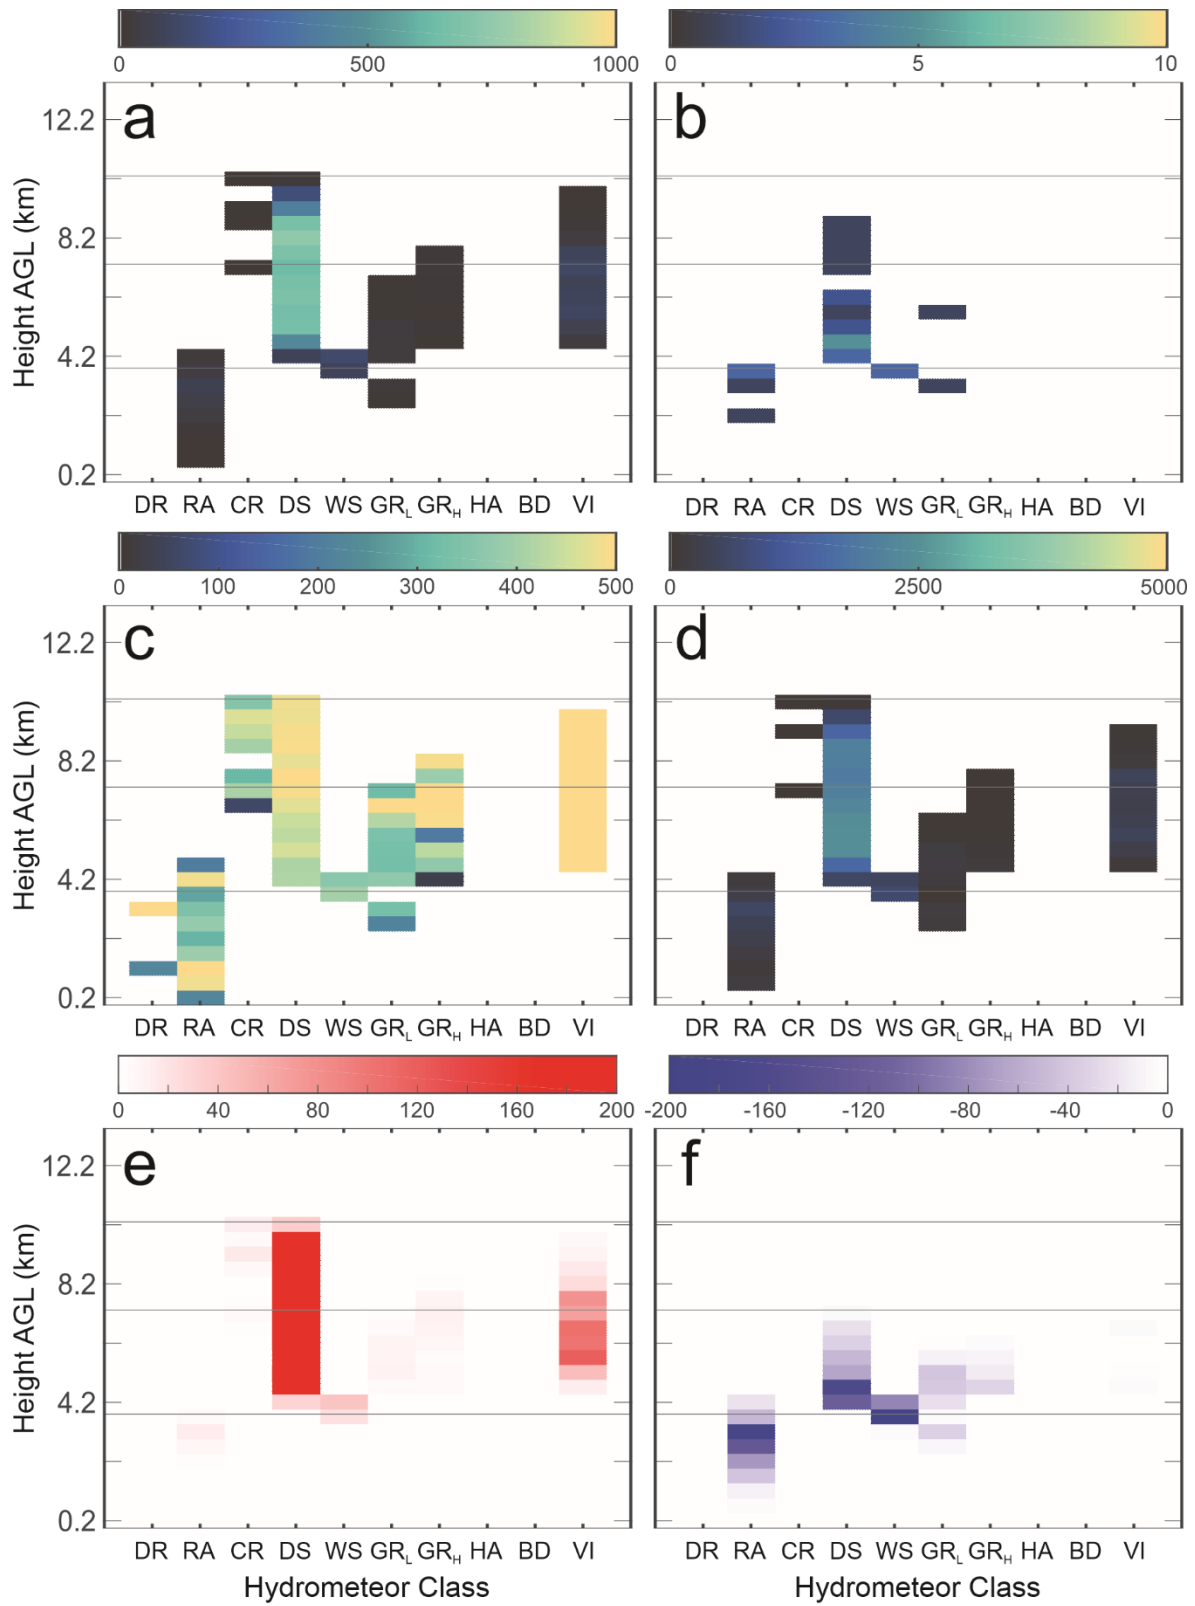 0 500 1000 0 5 10
a b
12.2
8.2
4.2
0.2
Height AGL (km)
DR RA CR DS WS GRL GRH HA BD VI DR RA CR DS WS GRL GRH HA BD VI
0 100 200 300 400 500 0 2500 5000
c d
12.2
8.2
4.2
0.2
Height AGL (km)
DR RA CR DS WS GRL GRH HA BD VI DR RA CR DS WS GRL GRH HA BD VI
0 40 80 120 160 200 -200 -160 -120 -80 -40 0
e f
12.2
8.2
4.2
0.2
Height AGL (km)
DR RA CR DS WS GRL GRH HA BD VI DR RA CR DS WS GRL GRH HA BD VI
Hydrometeor Class Hydrometeor Class